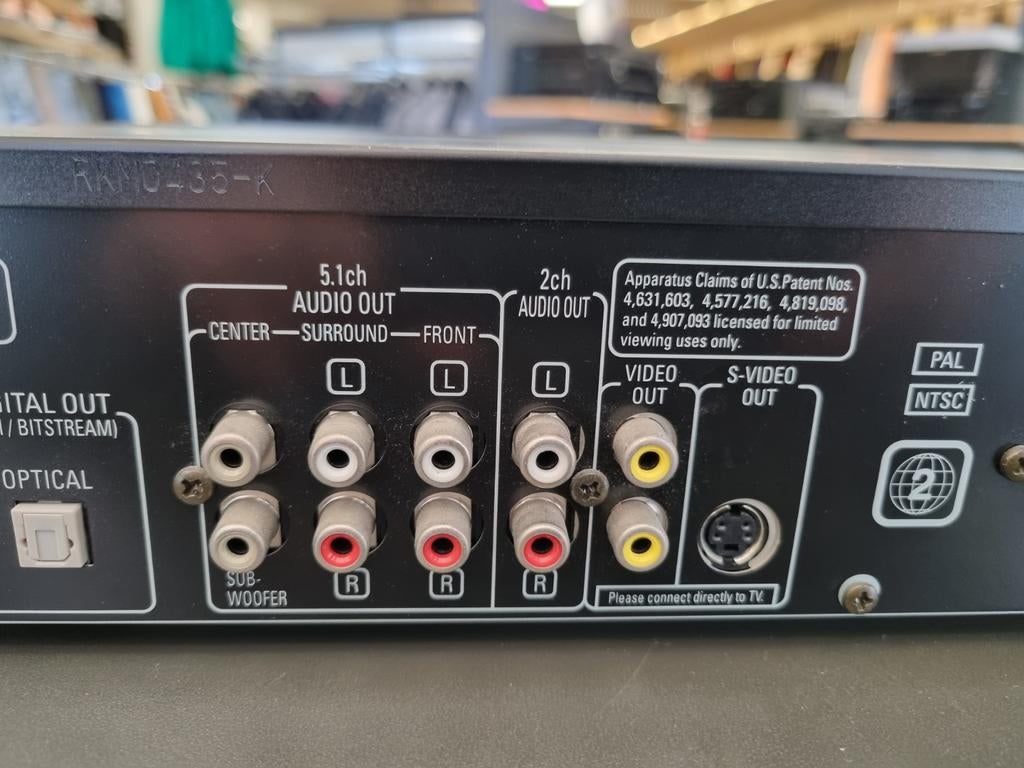 RKM0435-K
5.1ch
AUDIO OUT
CENTER SURROUND FRONT
L L
SUB-
WOOFER
R R
2ch
AUDIO OUT
L
R
Apparatus Claims of U.S.Patent Nos.
4,631,603, 4,577,216, 4,819,098,
and 4,907,093 licensed for limited
viewing uses only.
VIDEO
OUT
S-VIDEO
OUT
Please connect directly to TV.
PAL
NTSC
2
OUT
/ BITSTREAM)
OPTICAL